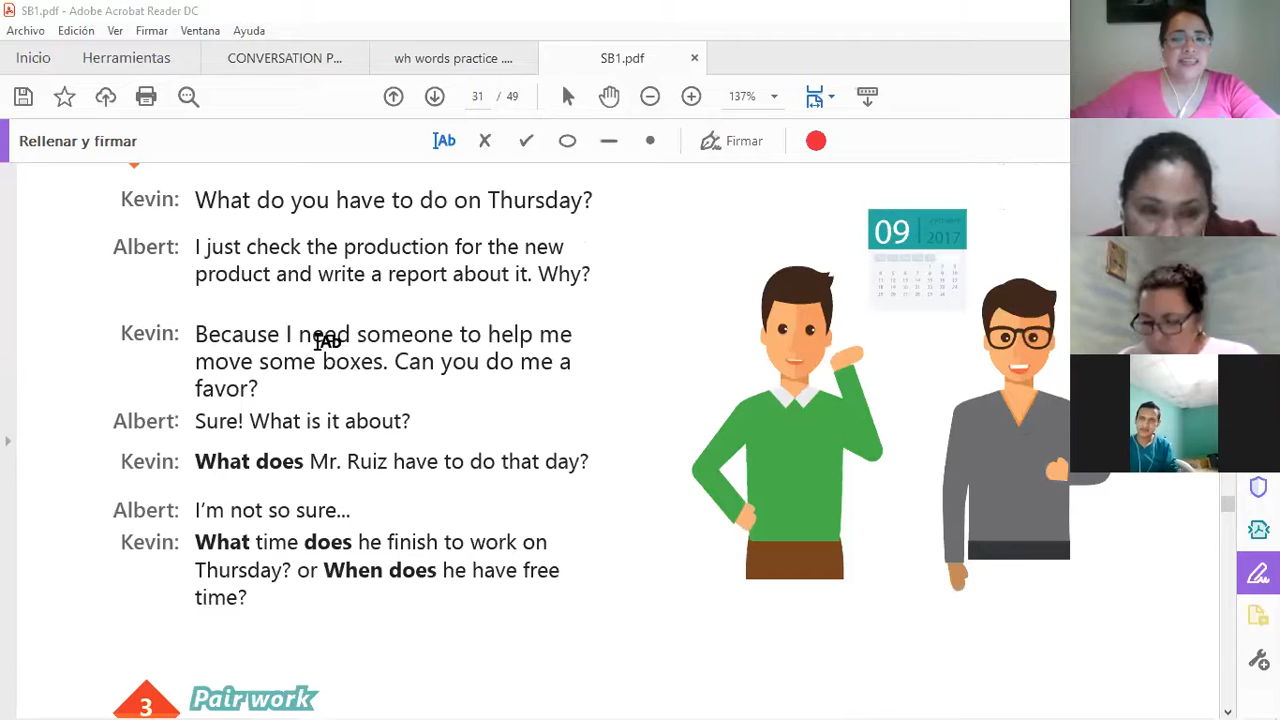 SB1.pdf - Adobe Acrobat Reader DC
Archivo Edición Ver Firmar Ventana Ayuda
Inicio Herramientas CONVERSATION P... wh words practice .... SB1.pdf ×
31 / 49 137%
Rellenar y firmar Ab Firmar
Kevin: What do you have to do on Thursday?
Albert: I just check the production for the new
product and write a report about it. Why?
Kevin: Because I need someone to help me
move some boxes. Can you do me a
favor?
Albert: Sure! What is it about?
Kevin: What does Mr. Ruiz have to do that day?
Albert: I'm not so sure...
Kevin: What time does he finish to work on
Thursday? or When does he have free
time?
09 2017
Ab
3 Pair work